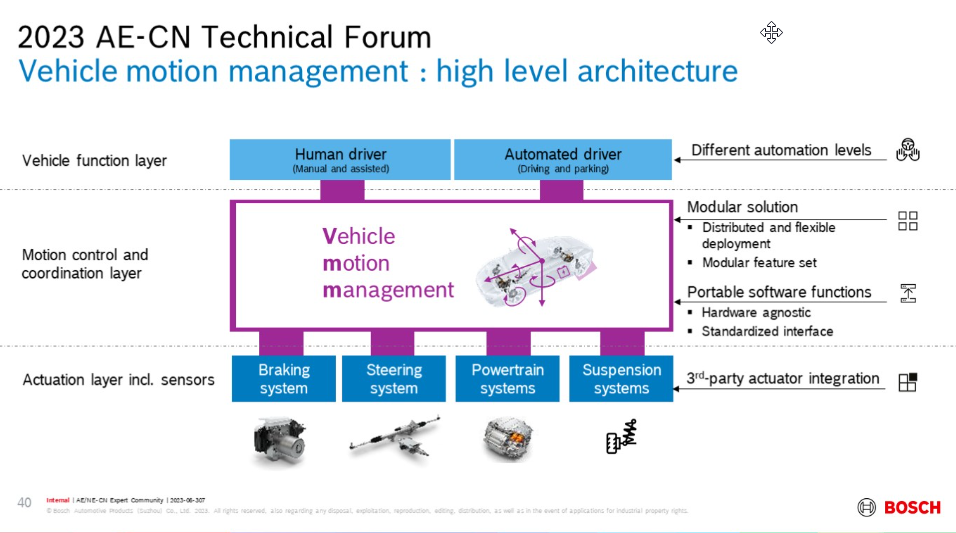 2023 AE-CN Technical Forum
Vehicle motion management : high level architecture
Vehicle function layer
Human driver
(Manual and assisted)
Automated driver
(Driving and parking)
Different automation levels
Motion control and
coordination layer
Vehicle
motion
management
Modular solution
▪ Distributed and flexible
deployment
▪ Modular feature set
Portable software functions
▪ Hardware agnostic
▪ Standardized interface
Actuation layer incl. sensors
Braking
system
Steering
system
Powertrain
systems
Suspension
systems
3rd-party actuator integration
40
Internal | AE/NE-CN Expert Community | 2023-06-307
© Bosch Automotive Products (Suzhou) Co., Ltd. 2023. All rights reserved, also regarding any disposal, exploitation, reproduction, editing, distribution, as well as in the event of applications for industrial property rights.
BOSCH